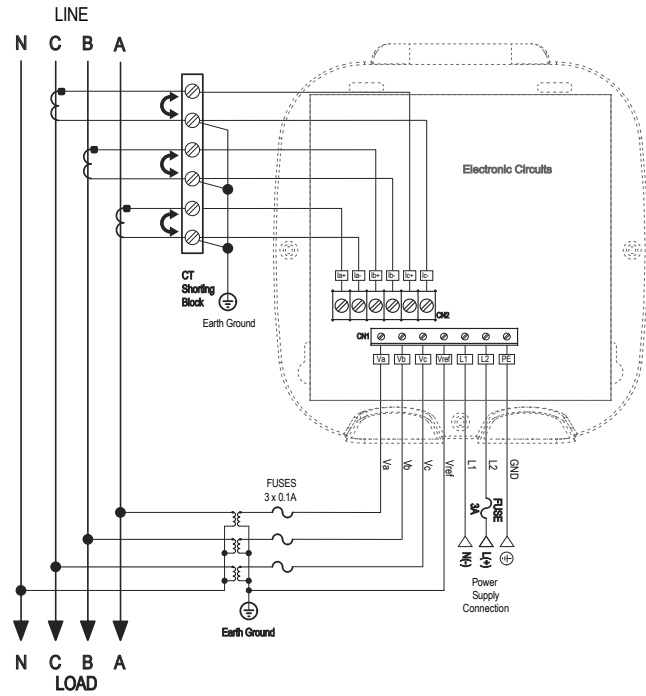 LINE
N C B A
Electronic Circuits
CT
Shorting
Block
Earth Ground
Ia+ Ia- Ib+ Ib- Ic+ Ic-
CN2
CN1
Va Vb Vc Vref L1 L2 PE
Va Vb Vc Vref L1 L2 GND
FUSES
3 x 0.1A
FUSE
3A
N(-) L(+)
Power
Supply
Connection
Earth Ground
N C B A
LOAD